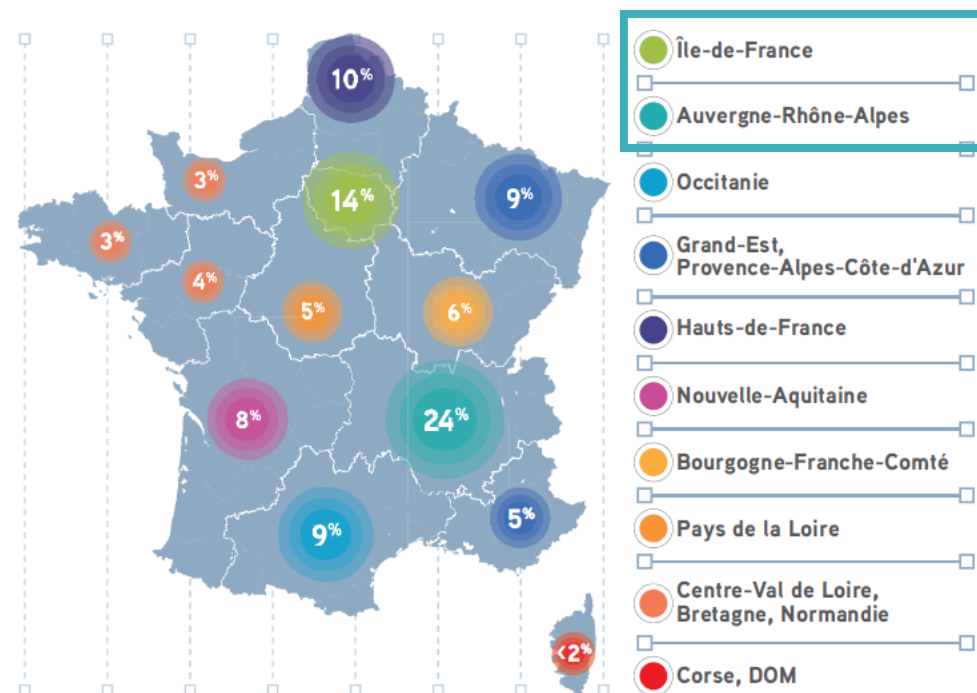 10%
3%
14%
9%
3%
4%
5%
6%
8%
24%
9%
5%
<2%
Île-de-France
Auvergne-Rhône-Alpes
Occitanie
Grand-Est,
Provence-Alpes-Côte-d'Azur
Hauts-de-France
Nouvelle-Aquitaine
Bourgogne-Franche-Comté
Pays de la Loire
Centre-Val de Loire,
Bretagne, Normandie
Corse, DOM